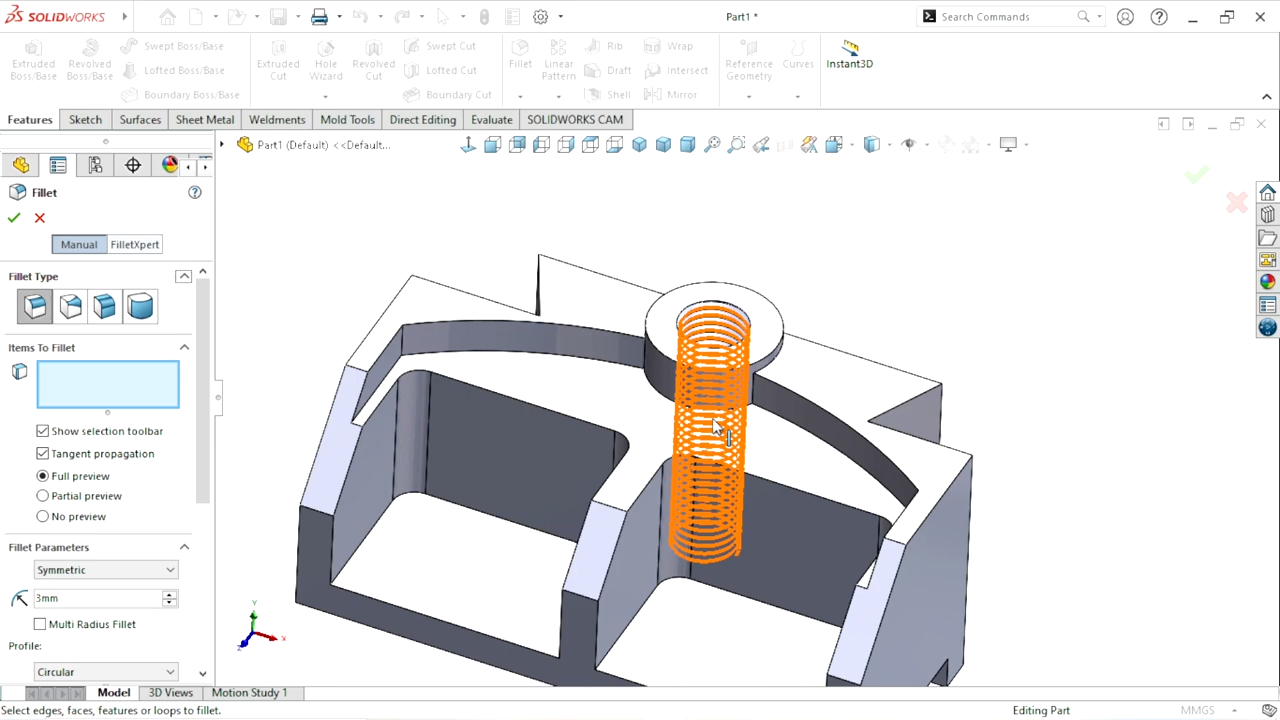 SOLIDWORKS
Part1 *
Search Commands
Extruded Boss/Base
Revolved Boss/Base
Swept Boss/Base
Lofted Boss/Base
Boundary Boss/Base
Extruded Cut
Hole Wizard
Revolved Cut
Swept Cut
Lofted Cut
Boundary Cut
Fillet
Linear Pattern
Rib
Draft
Shell
Wrap
Intersect
Mirror
Reference Geometry
Curves
Instant3D
Features
Sketch
Surfaces
Sheet Metal
Weldments
Mold Tools
Direct Editing
Evaluate
SOLIDWORKS CAM
Part1 (Default) <<Default...
Fillet
Manual
FilletXpert
Fillet Type
Items To Fillet
Show selection toolbar
Tangent propagation
Full preview
Partial preview
No preview
Fillet Parameters
Symmetric
3mm
Multi Radius Fillet
Profile:
Circular
Y
X
Z
Model
3D Views
Motion Study 1
Select edges, faces, features or loops to fillet.
Editing Part
MMGS